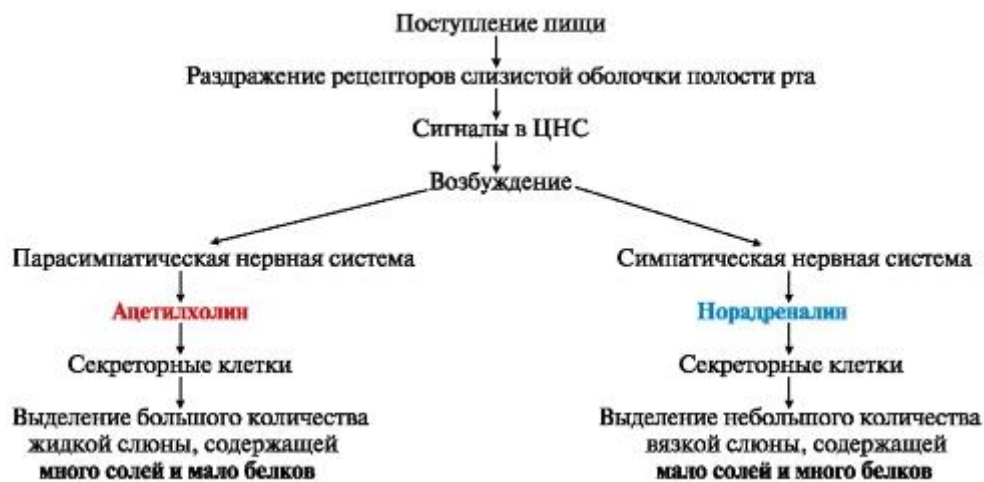 Поступление пищи
Раздражение рецепторов слизистой оболочки полости рта
Сигналы в ЦНС
Возбуждение
Парасимпатическая нервная система
Ацетилхолин
Секреторные клетки
Выделение большого количества
жидкой слюны, содержащей
много солей и мало белков
Симпатическая нервная система
Норадреналин
Секреторные клетки
Выделение небольшого количества
вязкой слюны, содержащей
мало солей и много белков